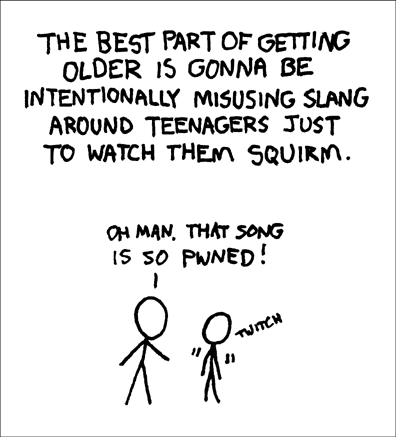 THE BEST PART OF GETTING
OLDER IS GONNA BE
INTENTIONALLY MISUSING SLANG
AROUND TEENAGERS JUST
TO WATCH THEM SQUIRM.
OH MAN. THAT SONG
IS SO PWNED!
TWITCH